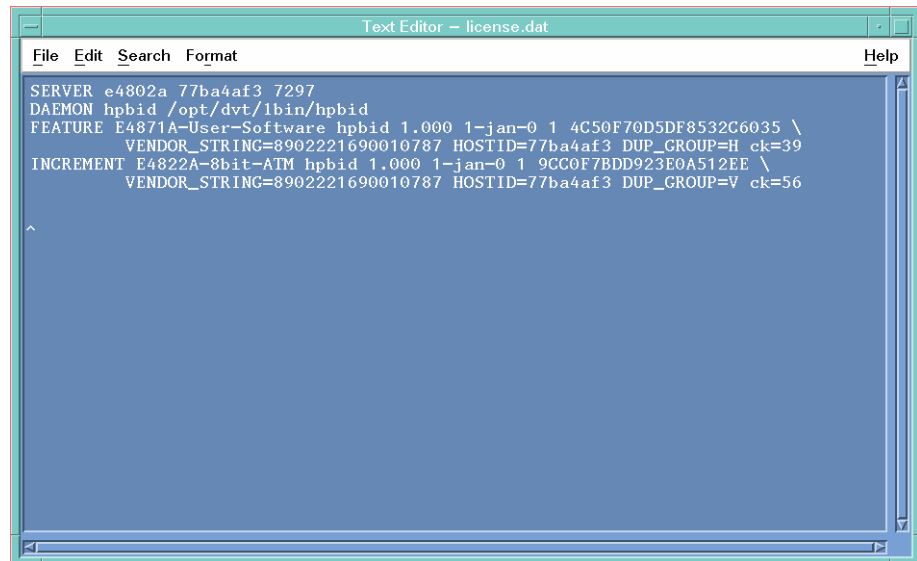 Text Editor – license.dat
File Edit Search Format Help
SERVER e4802a 77ba4af3 7297
DAEMON hpbid /opt/dvt/lbin/hpbid
FEATURE E4871A-User-Software hpbid 1.000 1-jan-0 1 4C50F70D5DF8532C6035 \
VENDOR_STRING=8902221690010787 HOSTID=77ba4af3 DUP_GROUP=H ck=39
INCREMENT E4822A-8bit-ATM hpbid 1.000 1-jan-0 1 9CC0F7BDD923E0A512EE \
VENDOR_STRING=8902221690010787 HOSTID=77ba4af3 DUP_GROUP=V ck=56